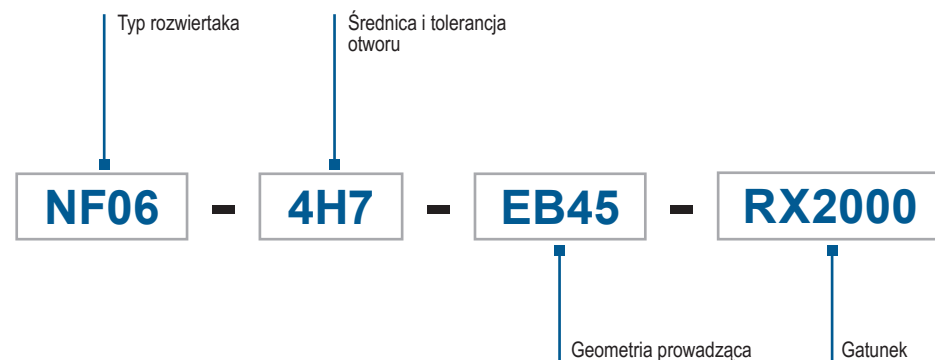 Typ rozwiertaka
Średnica i tolerancja
otworu
NF06 - 4H7 - EB45 - RX2000
Geometria prowadząca
Gatunek